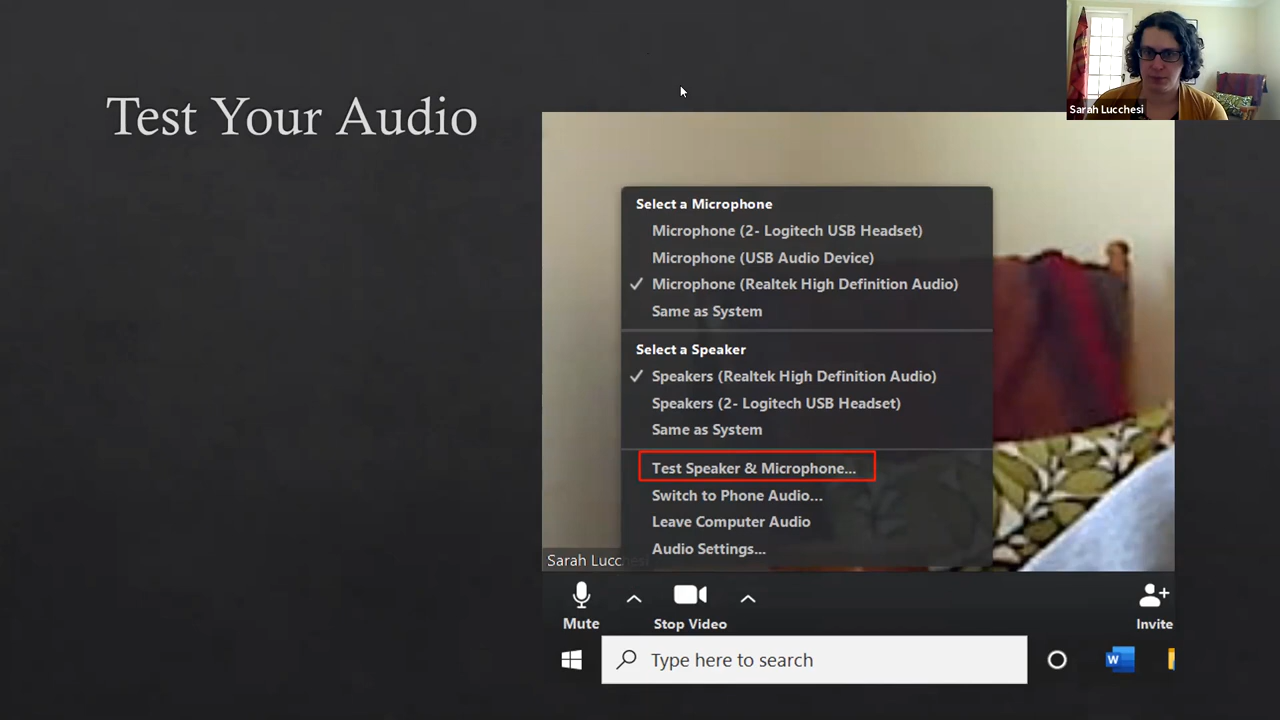 Test Your Audio
Sarah Lucchesi
Select a Microphone
Microphone (2- Logitech USB Headset)
Microphone (USB Audio Device)
Microphone (Realtek High Definition Audio)
Same as System
Select a Speaker
Speakers (Realtek High Definition Audio)
Speakers (2- Logitech USB Headset)
Same as System
Test Speaker & Microphone...
Switch to Phone Audio...
Leave Computer Audio
Audio Settings...
Sarah Lucchesi
Mute
Stop Video
Invite
Type here to search
W